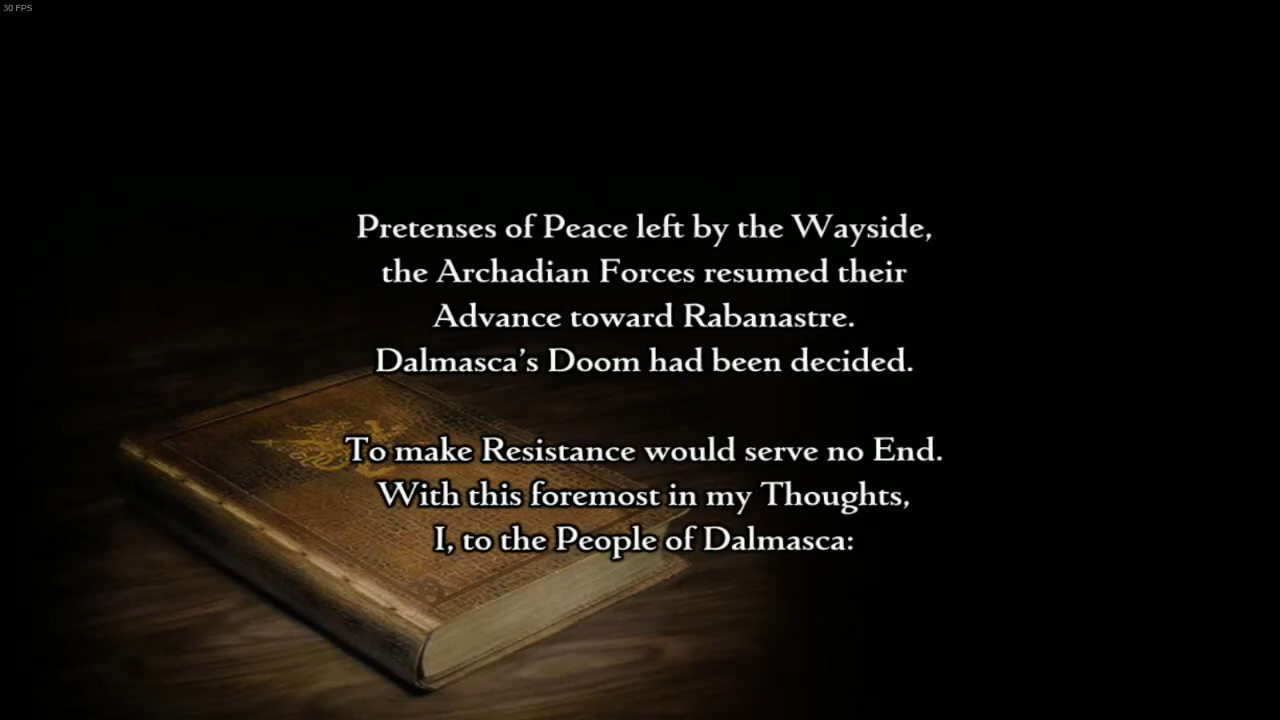 30 FPS
Pretenses of Peace left by the Wayside,
the Archadian Forces resumed their
Advance toward Rabanastre.
Dalmasca's Doom had been decided.
To make Resistance would serve no End.
With this foremost in my Thoughts,
I, to the People of Dalmasca: